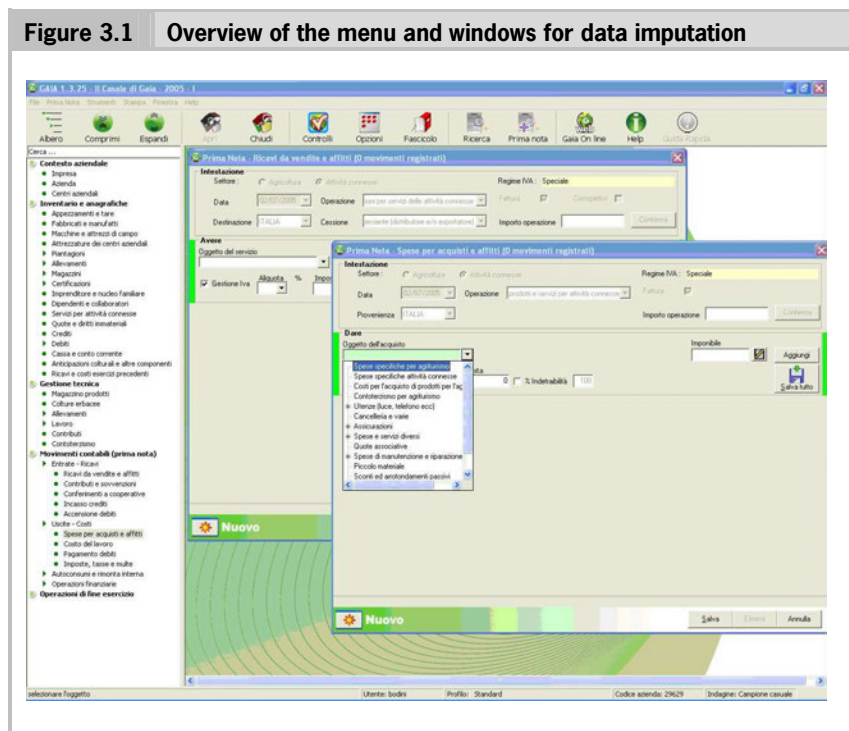 Figure 3.1 Overview of the menu and windows for data imputation
GAIA 1.3.25 - Il Casale di Gaia - 2005 - I
File Prima Nota Strumenti Stampa Finestra Help
Albero Comprimi Espandi Apri Chiudi Controlli Opzioni Fascicolo Ricerca Prima nota Gaia On line Help Guida Rapida
Cerca ...
Contesto aziendale
Impresa
Azienda
Centri aziendali
Inventario e anagrafiche
Appezzamenti e tare
Fabbricati e manufatti
Macchine e attrezzi di campo
Attrezzature dei centri aziendali
Piantagioni
Allevamenti
Magazzini
Certificazioni
Imprenditore e nucleo familiare
Dipendenti e collaboratori
Servizi per attività connesse
Quote e diritti immateriali
Crediti
Debiti
Cassa e conto corrente
Anticipazioni colturali e altre componenti
Ricavi e costi esercizi precedenti
Gestione tecnica
Magazzino prodotti
Colture erbacee
Allevamenti
Lavoro
Contributi
Contoterzismo
Movimenti contabili (prima nota)
Entrate - Ricavi
Ricavi da vendite e affitti
Contributi e sovvenzioni
Conferimenti a cooperative
Incasso crediti
Accensione debiti
Uscite - Costi
Spese per acquisti e affitti
Costo del lavoro
Pagamento debiti
Imposte, tasse e multe
Autoconsumi e rimonta interna
Operazioni finanziarie
Operazioni di fine esercizio
Prima Nota - Ricavi da vendite e affitti (0 movimenti registrati)
Intestazione
Settore: Agricoltura Attività connesse Regime IVA: Speciale
Data 02/07/2005 Operazione ioni per servizi delle attività connesse Fattura Corrispettivi
Destinazione ITALIA Cessione erciante (distributore e/o esportatore) Importo operazione Conferma
Avere
Oggetto del servizio
Gestione Iva Aliquota % Impo
Nuovo
Prima Nota - Spese per acquisti e affitti (0 movimenti registrati)
Intestazione
Settore: Agricoltura Attività connesse Regime IVA: Speciale
Data 02/07/2005 Operazione prodotti e servizi per attività connesse Fattura
Provenienza ITALIA Importo operazione Conferma
Dare
Oggetto dell'acquisto Imponibile
Aggiungi
0 % Indetraibilità 100
Salva tutto
Spese specifiche per agriturismo
Spese specifiche attività connesse
Costi per l'acquisto di prodotti per l'ag
Contoterzismo per agriturismo
Utenze (luce, telefono ecc)
Cancelleria e varie
Assicurazioni
Spese e servizi diversi
Quote associative
Spese di manutenzione e riparazione
Piccolo materiale
Sconti ed arrotondamenti passivi
Nuovo Salva Elimina Annulla
selezionare l'oggetto Utente: bodini Profilo: Standard Codice azienda: 29629 Indagine: Campione casuale